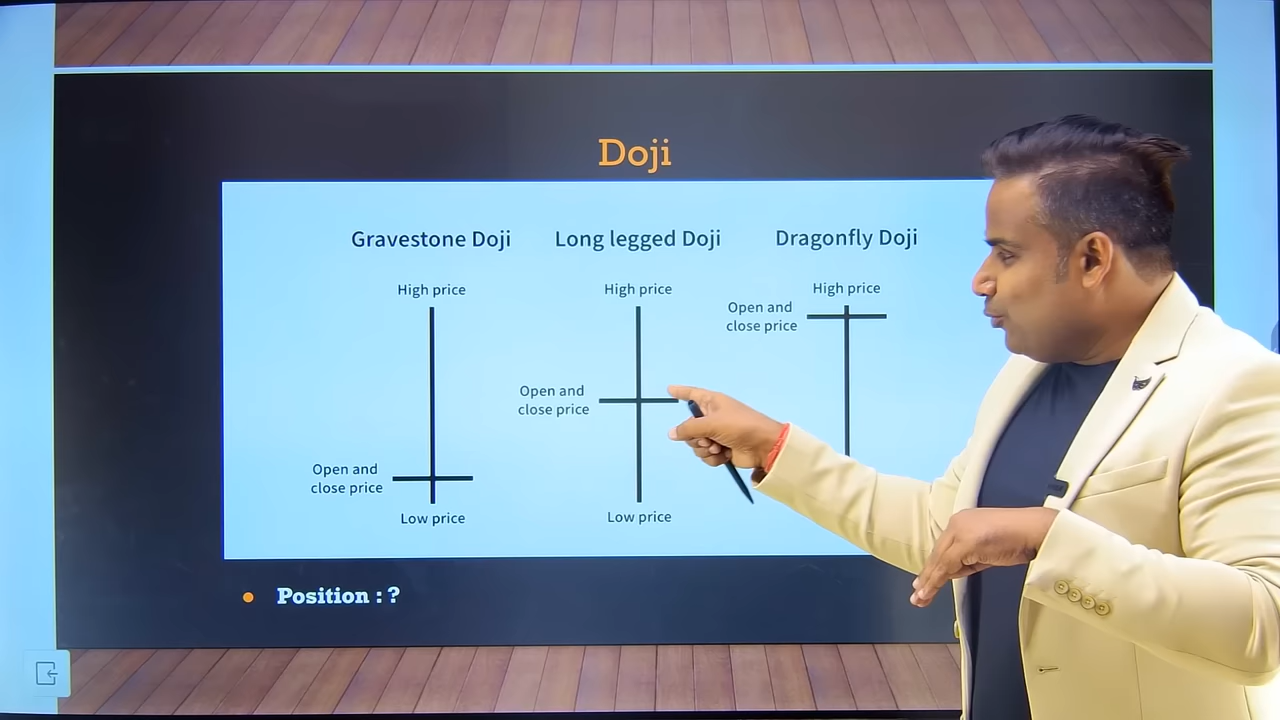 Doji
Gravestone Doji
Long legged Doji
Dragonfly Doji
High price
High price
High price
Open and
close price
Open and
close price
Open and
close price
Low price
Low price
Position : ?